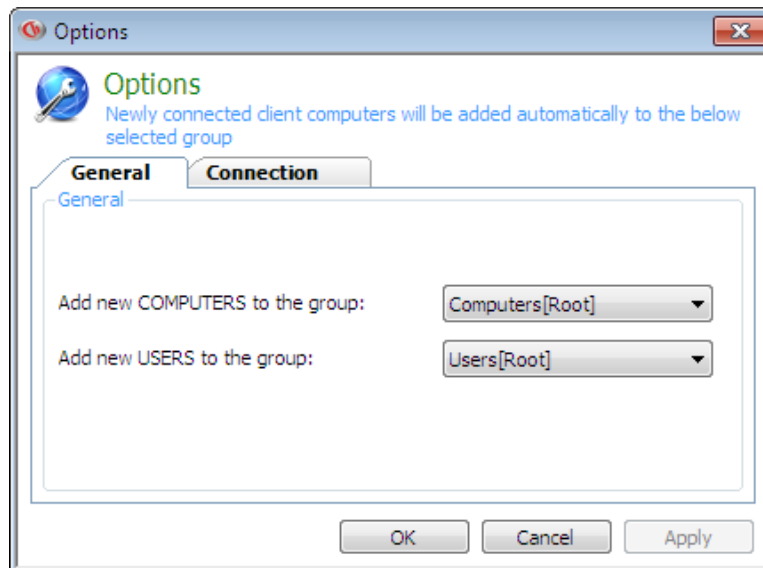 Options
Options
Newly connected client computers will be added automatically to the below
selected group
General Connection
General
Add new COMPUTERS to the group: Computers[Root]
Add new USERS to the group: Users[Root]
OK Cancel Apply